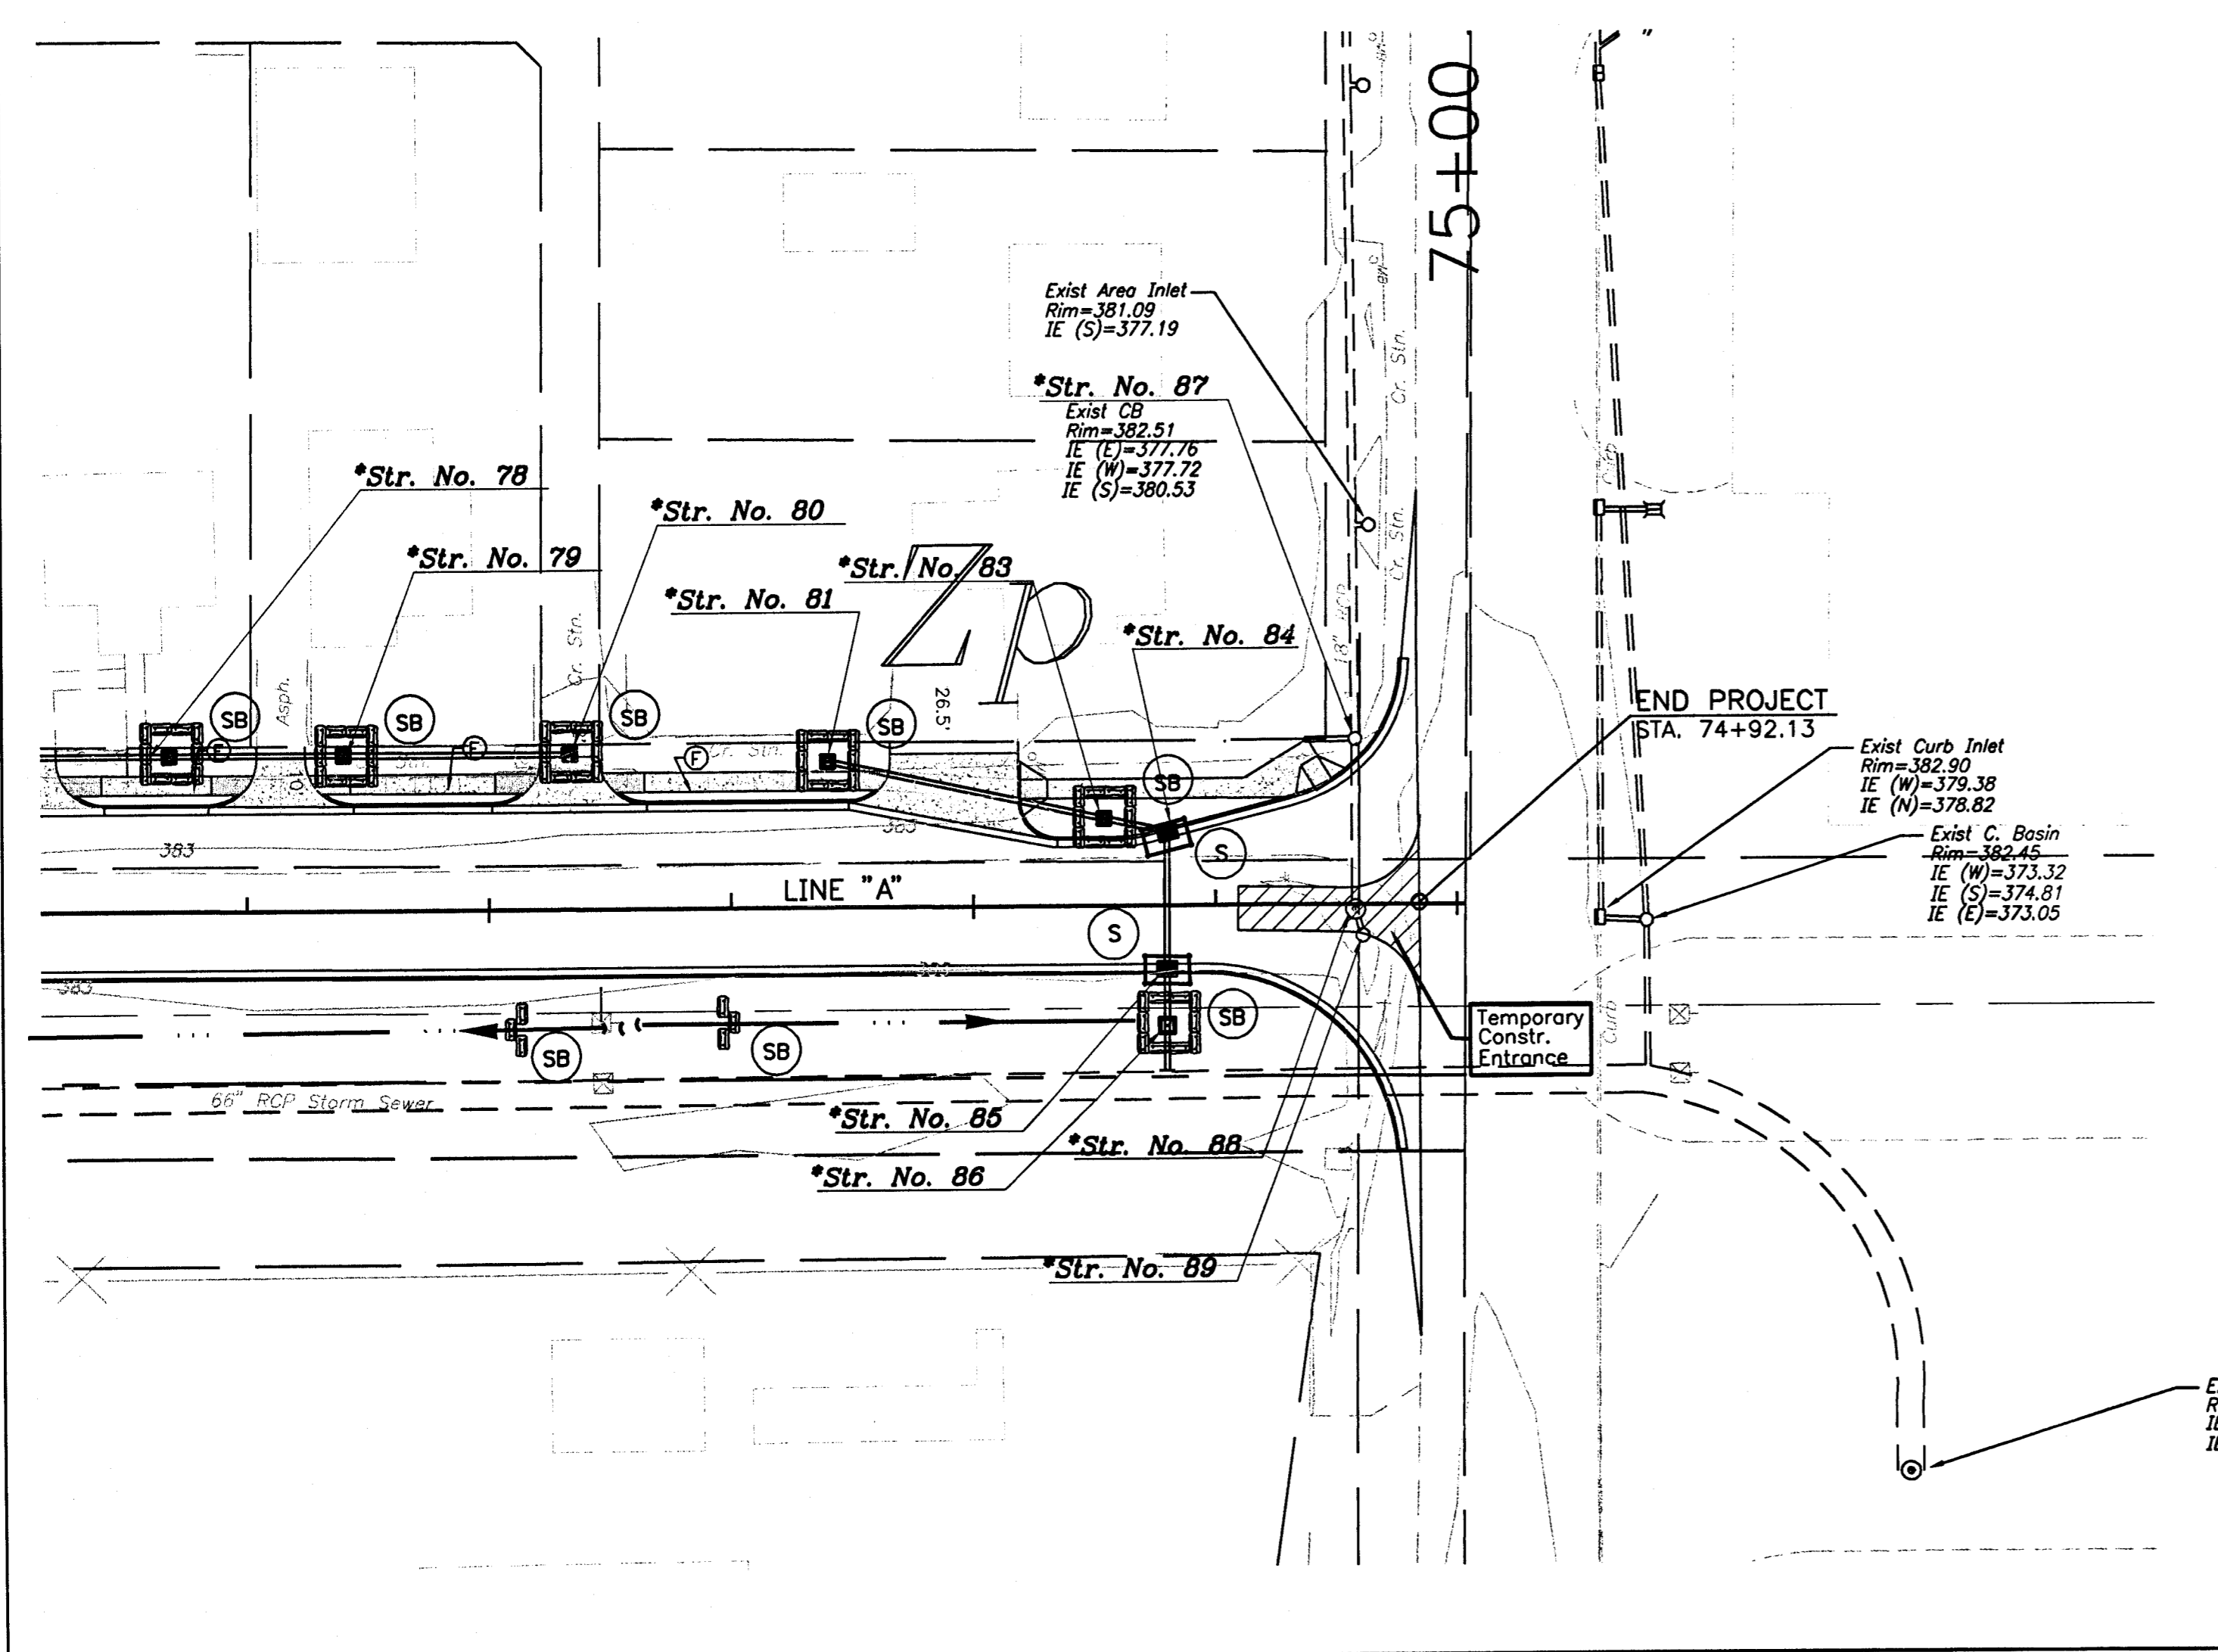 75+00
Exist Area Inlet
Rim=381.09
IE (S)=377.19
*Str. No. 87
Exist CB
Rim=382.51
IE (E)=377.76
IE (W)=377.72
IE (S)=380.53
Cr. Stn.
Curb
*Str. No. 78
*Str. No. 80
*Str. No. 79
*Str. No. 83
*Str. No. 81
*Str. No. 84
Cr. Stn.
Cr. Stn.
18"
Asph.
26.5'
SB
SB
SB
SB
SB
F
F
F
Cr. Stn.
10'
END PROJECT
STA. 74+92.13
Exist Curb Inlet
Rim=382.90
IE (W)=379.38
IE (N)=378.82
Exist C. Basin
Rim=382.45
IE (W)=373.32
IE (S)=374.81
IE (E)=373.05
383
383
S
LINE "A"
S
383
SB
SB
SB
Temporary
Constr.
Entrance
Curb
66" RCP Storm Sewer
*Str. No. 85
*Str. No. 88
*Str. No. 86
*Str. No. 89